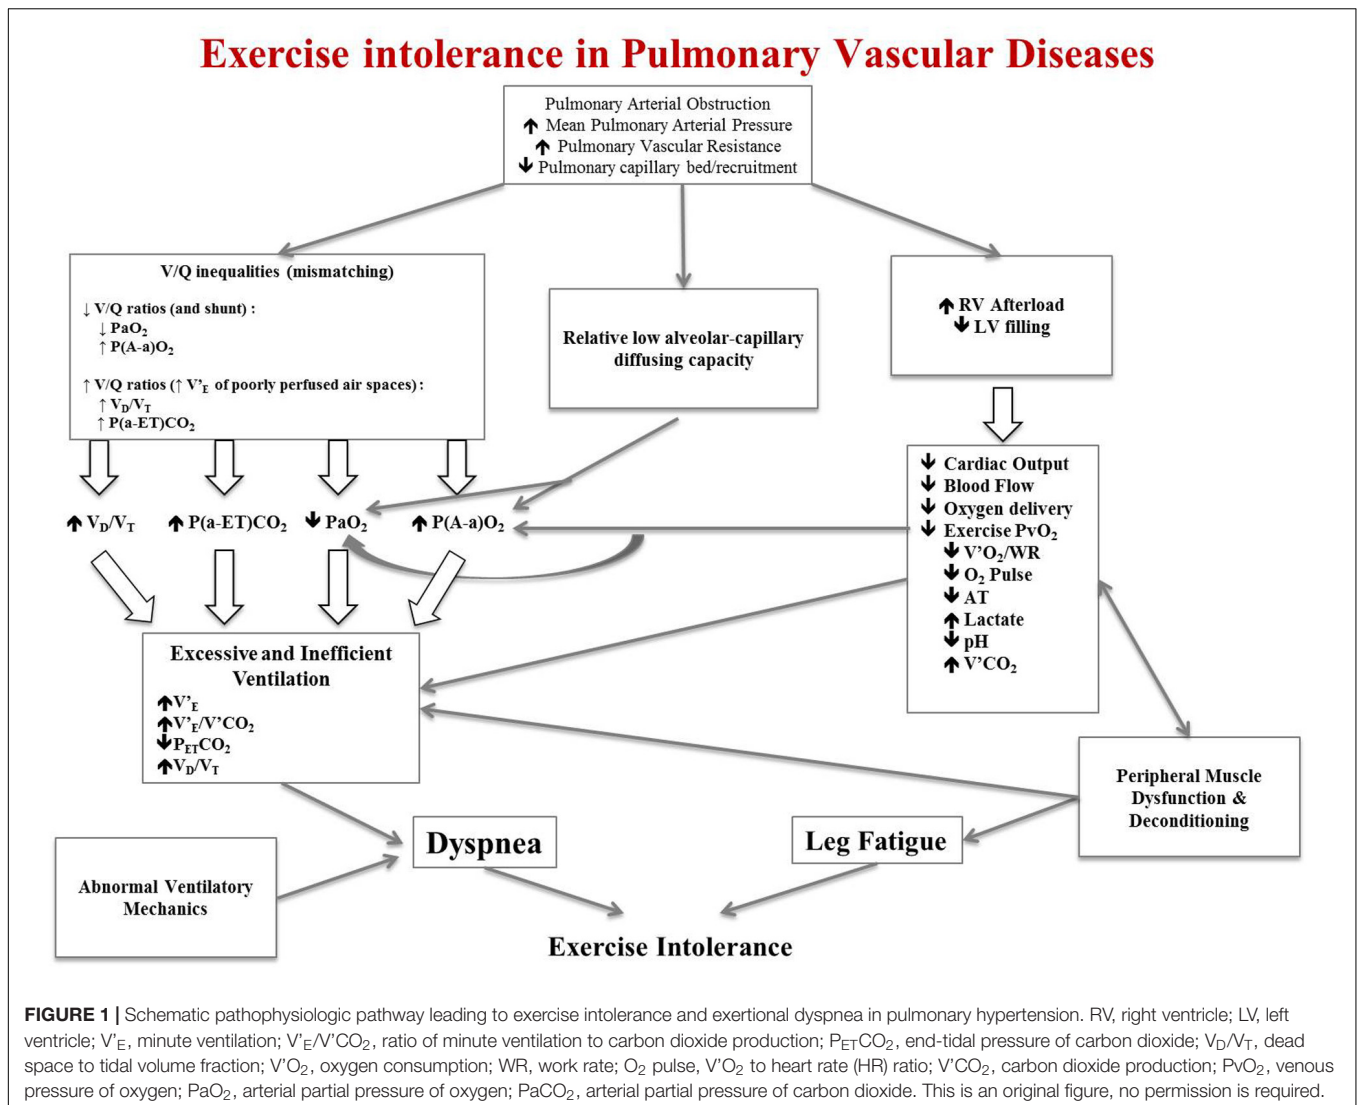 Exercise intolerance in Pulmonary Vascular Diseases
Pulmonary Arterial Obstruction
↑ Mean Pulmonary Arterial Pressure
↑ Pulmonary Vascular Resistance
↓ Pulmonary capillary bed/recruitment
V/Q inequalities (mismatching)
↓ V/Q ratios (and shunt) :
↓ PaO₂
↑ P(A-a)O₂
↑ V/Q ratios (↑ V'E of poorly perfused air spaces) :
↑ VD/VT
↑ P(a-ET)CO₂
Relative low alveolar-capillary
diffusing capacity
↑ RV Afterload
↓ LV filling
↑ VD/VT
↑ P(a-ET)CO₂
↓ PaO₂
↑ P(A-a)O₂
↓ Cardiac Output
↓ Blood Flow
↓ Oxygen delivery
↓ Exercise PvO₂
↓ V'O₂/WR
↓ O₂ Pulse
↓ AT
↑ Lactate
↓ pH
↑ V'CO₂
Excessive and Inefficient
Ventilation
↑V'E
↑V'E/V'CO₂
↓PETCO₂
↑VD/VT
Peripheral Muscle
Dysfunction &
Deconditioning
Dyspnea
Leg Fatigue
Abnormal Ventilatory
Mechanics
Exercise Intolerance
FIGURE 1 | Schematic pathophysiologic pathway leading to exercise intolerance and exertional dyspnea in pulmonary hypertension. RV, right ventricle; LV, left
ventricle; V'E, minute ventilation; V'E/V'CO₂, ratio of minute ventilation to carbon dioxide production; PETCO₂, end-tidal pressure of carbon dioxide; VD/VT, dead
space to tidal volume fraction; V'O₂, oxygen consumption; WR, work rate; O₂ pulse, V'O₂ to heart rate (HR) ratio; V'CO₂, carbon dioxide production; PvO₂, venous
pressure of oxygen; PaO₂, arterial partial pressure of oxygen; PaCO₂, arterial partial pressure of carbon dioxide. This is an original figure, no permission is required.